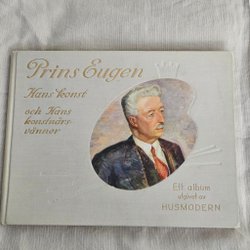 Prins Eugen
Hans konst
och Hans
konstnärs-
vänner
Ett album
utgivet av
HUSMODERN